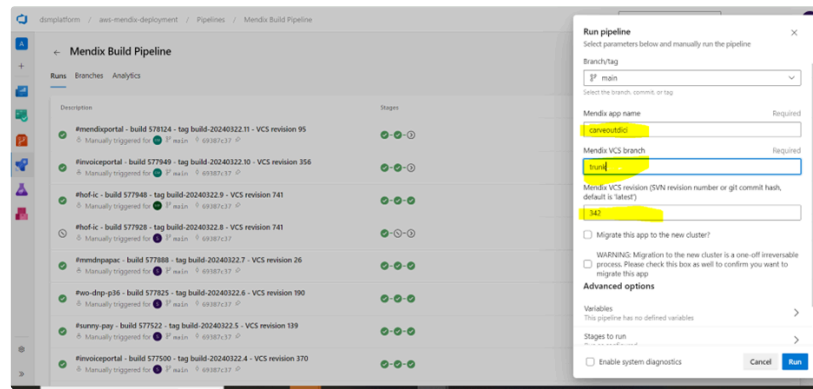 dsmplatform / aws-mendix-deployment / Pipelines / Mendix Build Pipeline
A
← Mendix Build Pipeline
Runs Branches Analytics
Description Stages
#mendixportal - build 578124 - tag build-20240322.11 - VCS revision 95
Manually triggered for main 69387c37
#invoiceportal - build 577949 - tag build-20240322.10 - VCS revision 356
Manually triggered for main 69387c37
#hof-ic - build 577948 - tag build-20240322.9 - VCS revision 741
Manually triggered for main 69387c37
#hof-ic - build 577928 - tag build-20240322.8 - VCS revision 741
Manually triggered for main 69387c37
#mmdnpapac - build 577888 - tag build-20240322.7 - VCS revision 26
Manually triggered for main 69387c37
#wo-dnp-p36 - build 577825 - tag build-20240322.6 - VCS revision 190
Manually triggered for main 69387c37
#sunny-pay - build 577522 - tag build-20240322.5 - VCS revision 139
Manually triggered for main 69387c37
#invoiceportal - build 577500 - tag build-20240322.4 - VCS revision 370
Manually triggered for main 69387c37
Run pipeline
Select parameters below and manually run the pipeline
Branch/tag
main
Select the branch, commit, or tag
Mendix app name Required
carveoutdici
Mendix VCS branch Required
trunk
Mendix VCS revision (SVN revision number or git commit hash,
default is 'latest')
342
Migrate this app to the new cluster?
WARNING: Migration to the new cluster is a one-off irreversable
process. Please check this box as well to confirm you want to
migrate this app
Advanced options
Variables
This pipeline has no defined variables
Stages to run
Enable system diagnostics Cancel Run